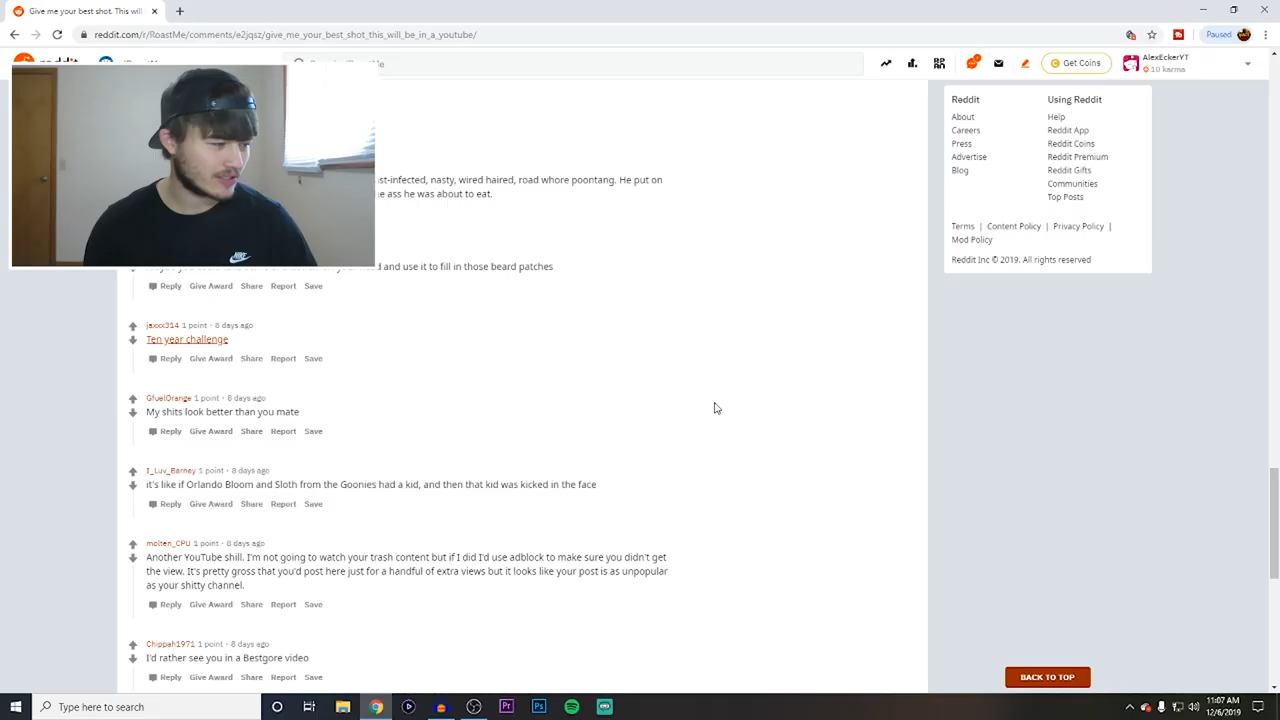 Give me your best shot. This will
reddit.com/r/RoastMe/comments/e2jqsz/give_me_your_best_shot_this_will_be_in_a_youtube/
Paused
Get Coins
AlexEckerYT
10 karma
Reddit
Using Reddit
About
Help
Careers
Reddit App
Press
Reddit Coins
Advertise
Reddit Premium
Blog
Reddit Gifts
Communities
Top Posts
Terms | Content Policy | Privacy Policy |
Mod Policy
Reddit Inc © 2019. All rights reserved
st-infected, nasty, wired haired, road whore poontang. He put on
ass he was about to eat.
and use it to fill in those beard patches
Reply Give Award Share Report Save
jaxxx314 1 point · 8 days ago
Ten year challenge
Reply Give Award Share Report Save
GfuelOrange 1 point · 8 days ago
My shits look better than you mate
Reply Give Award Share Report Save
I_Luv_Barney 1 point · 8 days ago
it's like if Orlando Bloom and Sloth from the Goonies had a kid, and then that kid was kicked in the face
Reply Give Award Share Report Save
molten_CPU 1 point · 8 days ago
Another YouTube shill. I'm not going to watch your trash content but if I did I'd use adblock to make sure you didn't get
the view. It's pretty gross that you'd post here just for a handful of extra views but it looks like your post is as unpopular
as your shitty channel.
Reply Give Award Share Report Save
Chippah1971 1 point · 8 days ago
I'd rather see you in a Bestgore video
Reply Give Award Share Report Save
BACK TO TOP
Type here to search
11:07 AM
12/6/2019